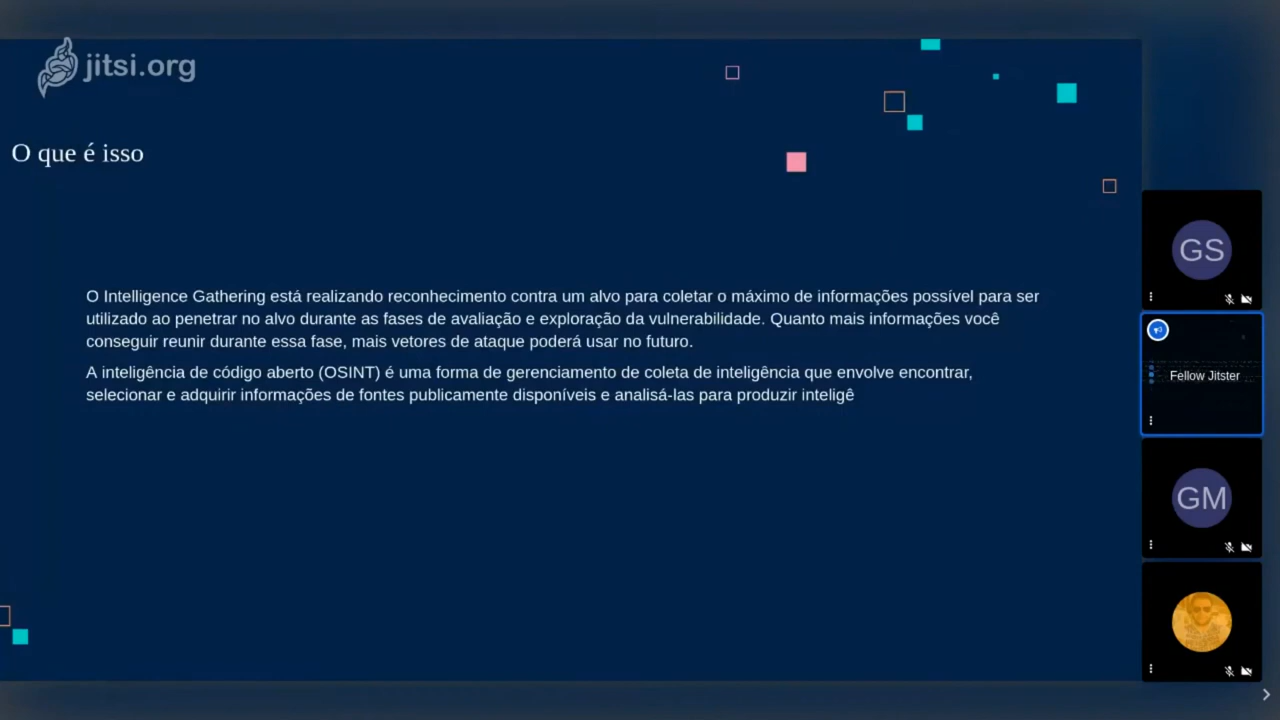 jitsi.org
O que é isso
O Intelligence Gathering está realizando reconhecimento contra um alvo para coletar o máximo de informações possível para ser
utilizado ao penetrar no alvo durante as fases de avaliação e exploração da vulnerabilidade. Quanto mais informações você
conseguir reunir durante essa fase, mais vetores de ataque poderá usar no futuro.
A inteligência de código aberto (OSINT) é uma forma de gerenciamento de coleta de inteligência que envolve encontrar,
selecionar e adquirir informações de fontes publicamente disponíveis e analisá-las para produzir inteligê
GS
Fellow Jitster
GM